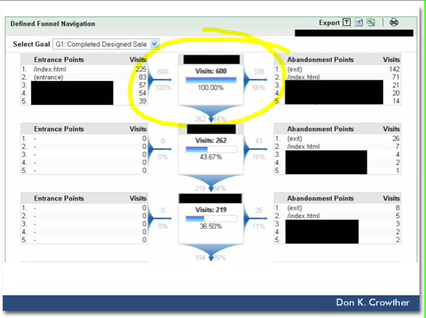 Defined Funnel Navigation
Export
Select Goal G1: Completed Designed Sale
Entrance Points Visits
1. /index.html 225
2. (entrance) 83
3. 57
4. 54
5. 39
600
100%
Visits: 600
100.00%
338
56%
Abandonment Points Visits
1. (exit) 142
2. /index.html 71
3. 21
4. 20
5. 14
262
Entrance Points Visits
1. - 0
2. - 0
3. - 0
4. - 0
5. - 0
0
0%
Visits: 262
43.67%
43
16%
Abandonment Points Visits
1. (exit) 26
2. /index.html 7
3. 4
4. 2
5. 1
219
Entrance Points Visits
1. - 0
2. - 0
3. - 0
4. - 0
5. - 0
0
0%
Visits: 219
36.50%
25
11%
Abandonment Points Visits
1. (exit) 8
2. /index.html 5
3. 3
4. 2
5. 2
194
Don K. Crowther